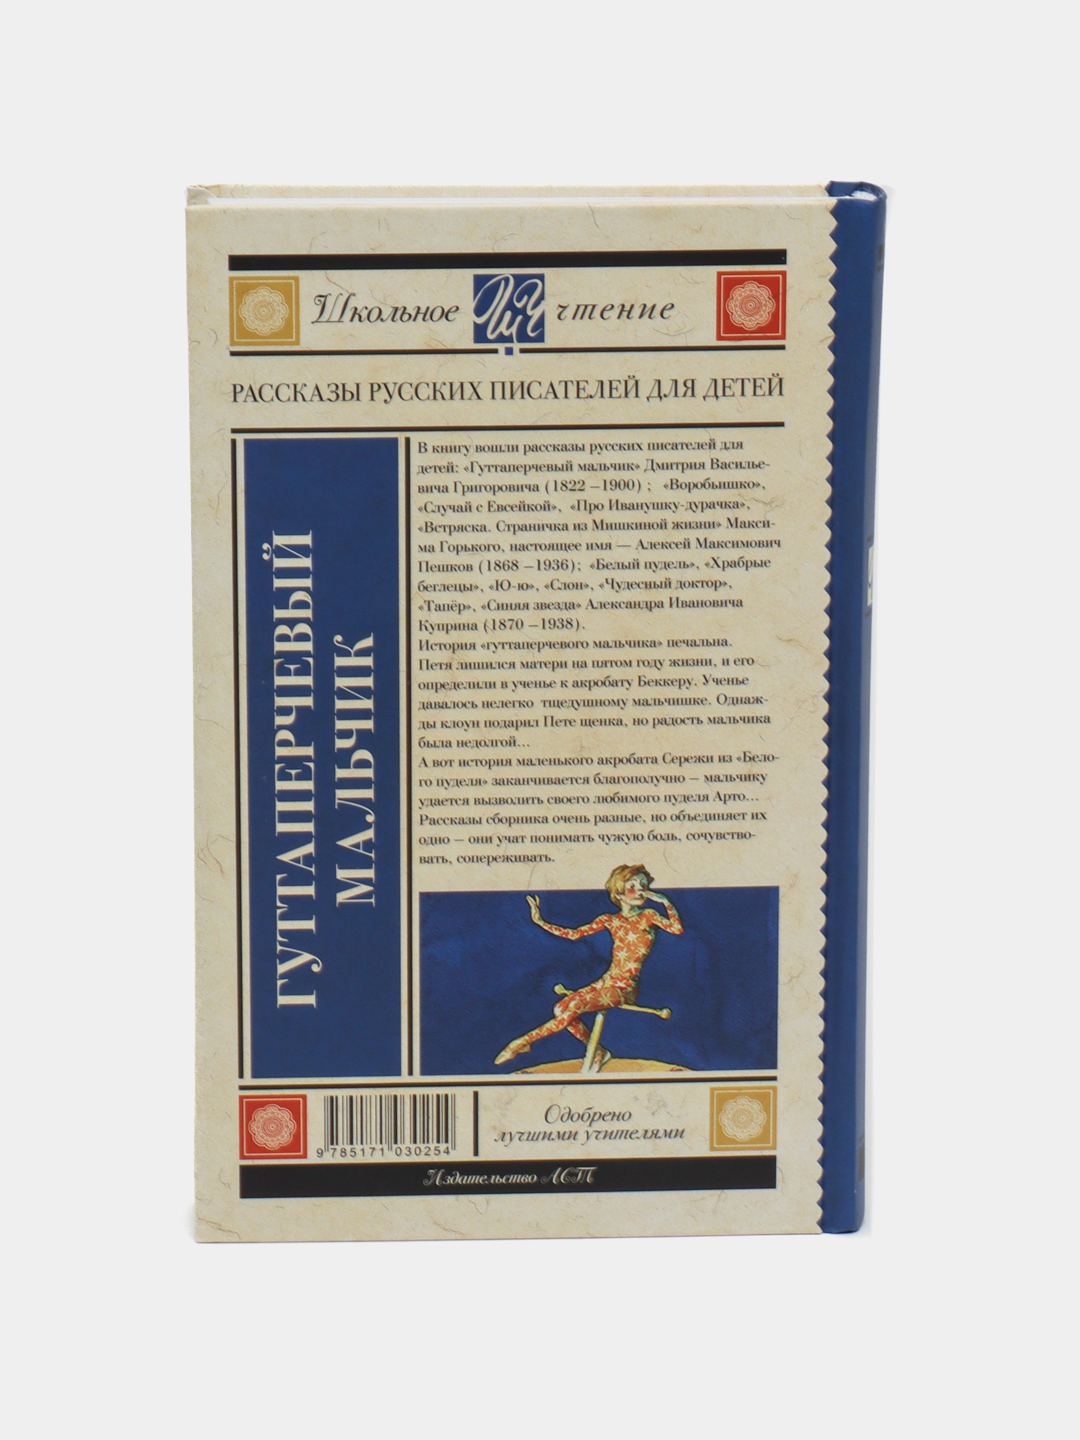 Школьное ШЧ чтение
РАССКАЗЫ РУССКИХ ПИСАТЕЛЕЙ ДЛЯ ДЕТЕЙ
ГУТТАПЕРЧЕВЫЙ
МАЛЬЧИК
В книгу вошли рассказы русских писателей для
детей: «Гуттаперчевый мальчик» Дмитрия Василье-
вича Григоровича (1822 –1900) ; «Воробьишко»,
«Случай с Евсейкой», «Про Иванушку-дурачка»,
«Встряска. Страничка из Мишкиной жизни» Макси-
ма Горького, настоящее имя — Алексей Максимович
Пешков (1868 –1936); «Белый пудель», «Храбрые
беглецы», «Ю-ю», «Слон», «Чудесный доктор»,
«Тапёр», «Синяя звезда» Александра Ивановича
Куприна (1870 –1938).
История «гуттаперчевого мальчика» печальна.
Петя лишился матери на пятом году жизни, и его
определили в ученье к акробату Беккеру. Ученье
давалось нелегко тщедушному мальчишке. Однаж-
ды клоун подарил Пете щенка, но радость мальчика
была недолгой...
А вот история маленького акробата Сережи из «Бело-
го пуделя» заканчивается благополучно — мальчику
удается вызволить своего любимого пуделя Арто...
Рассказы сборника очень разные, но объединяет их
одно — они учат понимать чужую боль, сочувство-
вать, сопереживать.
9 785171 030254
Одобрено
лучшими учителями
Издательство АСТ